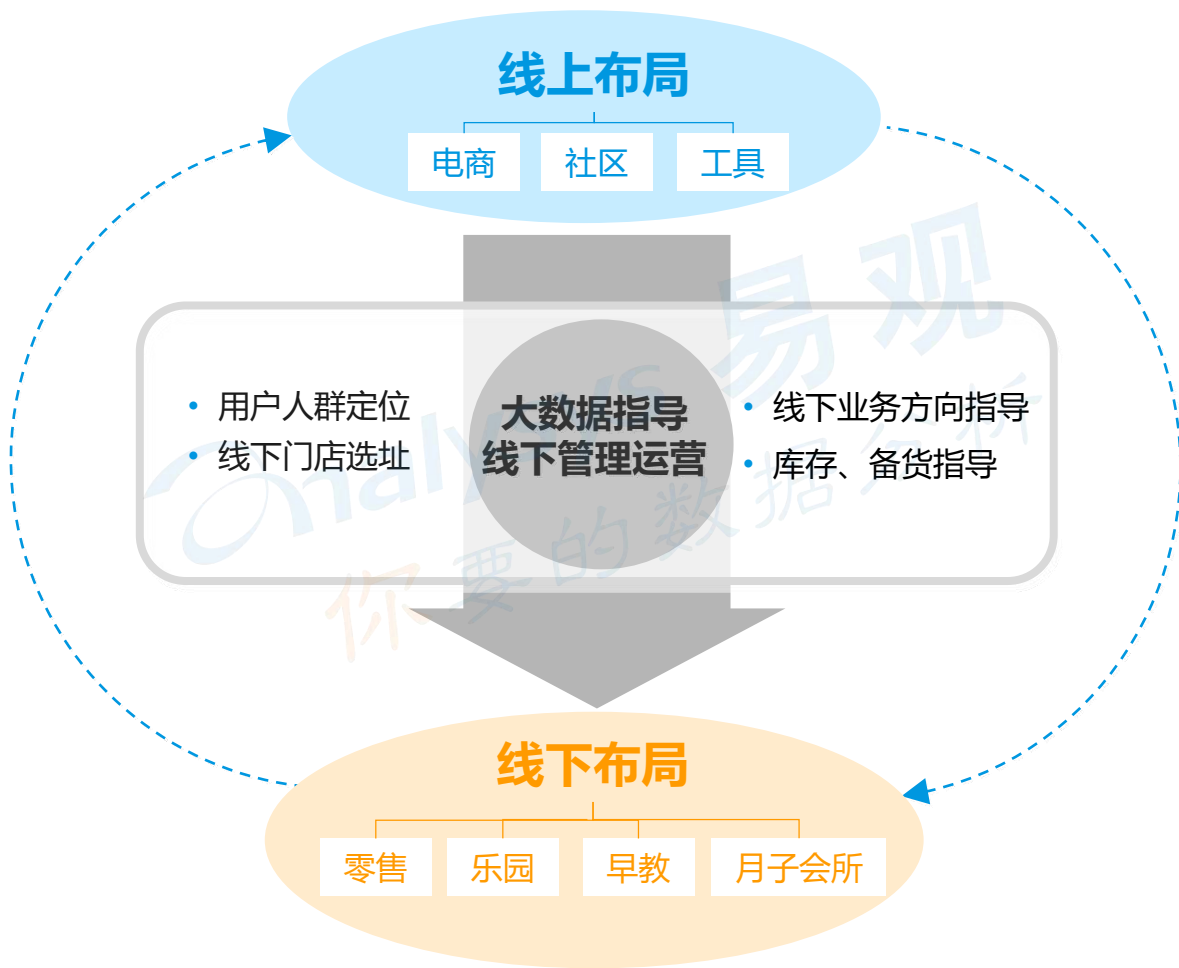 线上布局
电商 社区 工具
• 用户人群定位
• 线下门店选址
大数据指导
线下管理运营
• 线下业务方向指导
• 库存、备货指导
analysys 易观
你要的数据分析
线下布局
零售 乐园 早教 月子会所